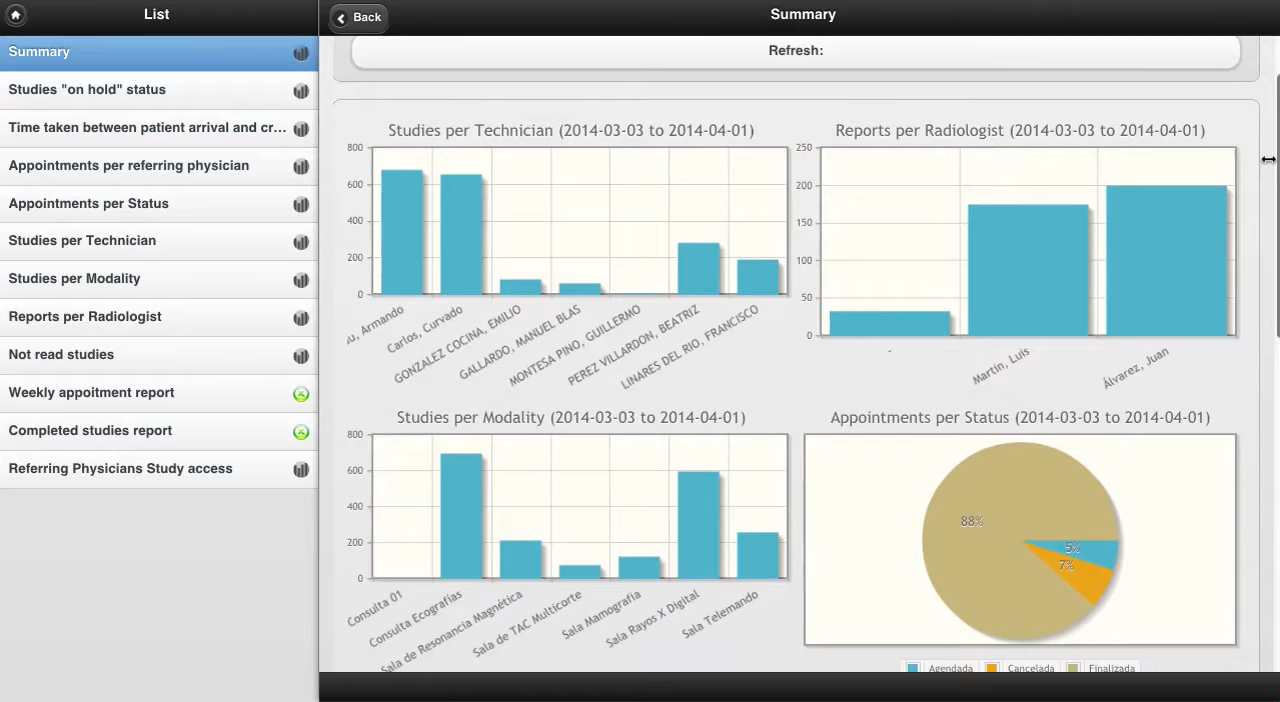 List
Back
Summary
Summary
Studies "on hold" status
Time taken between patient arrival and cr...
Appointments per referring physician
Appointments per Status
Studies per Technician
Studies per Modality
Reports per Radiologist
Not read studies
Weekly appoitment report
Completed studies report
Referring Physicians Study access
Refresh:
Studies per Technician (2014-03-03 to 2014-04-01)
800
600
400
200
0
u, Armando
Carlos, Curvado
GONZALEZ COCINA, EMILIO
GALLARDO, MANUEL BLAS
MONTESA PINO, GUILLERMO
PEREZ VILLARDON, BEATRIZ
LINARES DEL RIO, FRANCISCO
Reports per Radiologist (2014-03-03 to 2014-04-01)
250
200
150
100
50
0
Martin, Luis
Álvarez, Juan
Studies per Modality (2014-03-03 to 2014-04-01)
800
600
400
200
0
Consulta 01
Consulta Ecografías
Sala de Resonancia Magnética
Sala de TAC Multicorte
Sala Mamografía
Sala Rayos X Digital
Sala Telemando
Appointments per Status (2014-03-03 to 2014-04-01)
88%
5%
7%
Agendada
Cancelada
Finalizada